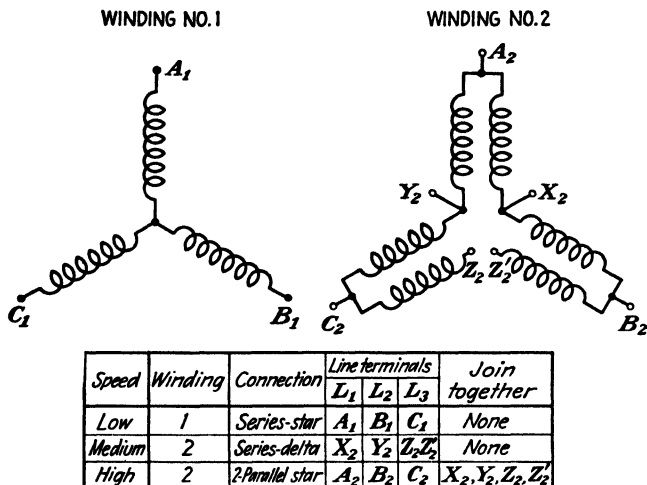 WINDING NO.1
WINDING NO.2
A₁
A₂
Y₂
X₂
Z₂
Z₂'
C₁
B₁
C₂
B₂
Speed Winding Connection Line terminals Join together
L₁ L₂ L₃
Low 1 Series-star A₁ B₁ C₁ None
Medium 2 Series-delta X₂ Y₂ Z₂Z₂' None
High 2 2-Parallel star A₂ B₂ C₂ X₂,Y₂,Z₂,Z₂'